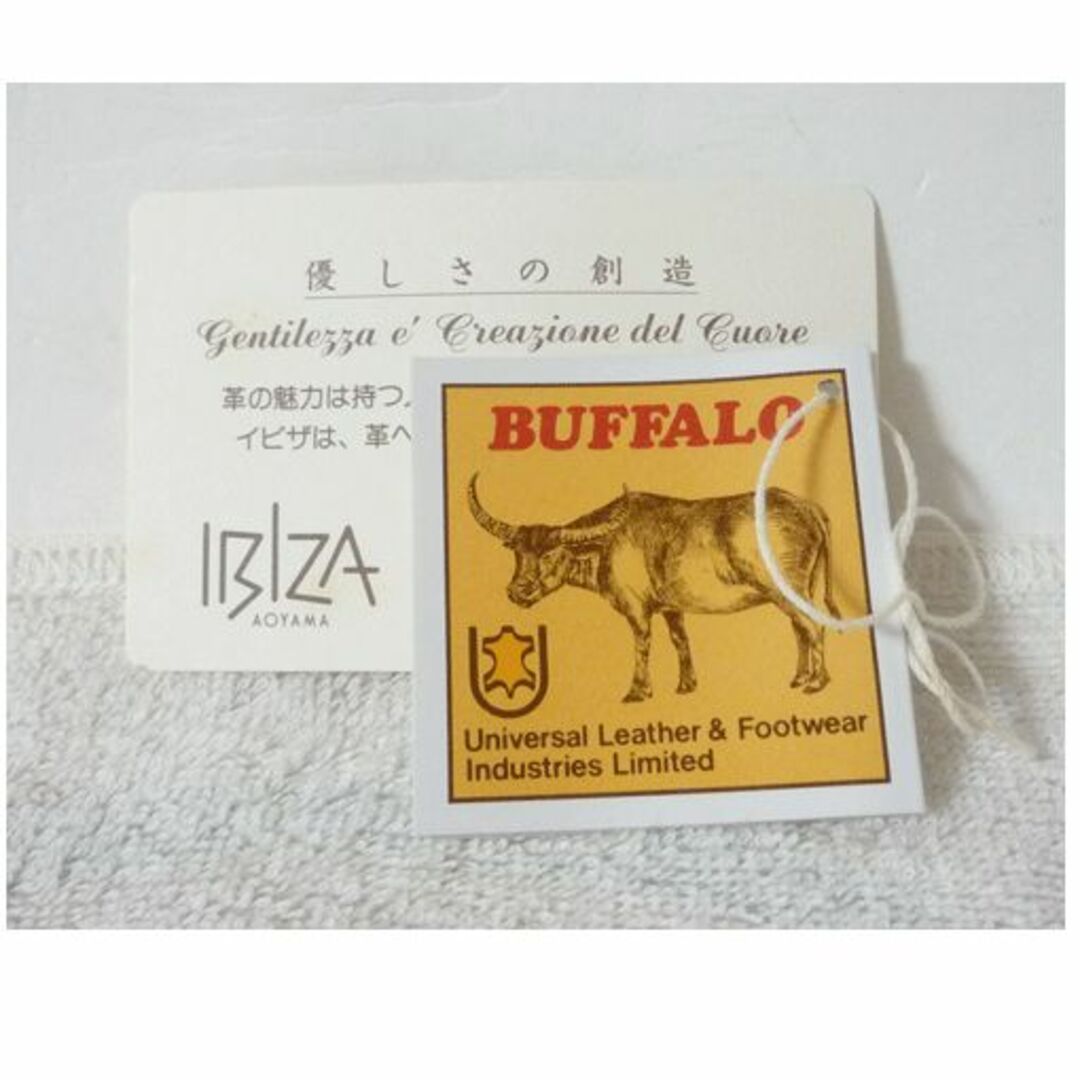 優しさの創造
Gentilezza e' Creazione del Cuore
革の魅力は持つ
イビザは、革へ
IBIZA
AOYAMA
BUFFALO
Universal Leather & Footwear
Industries Limited